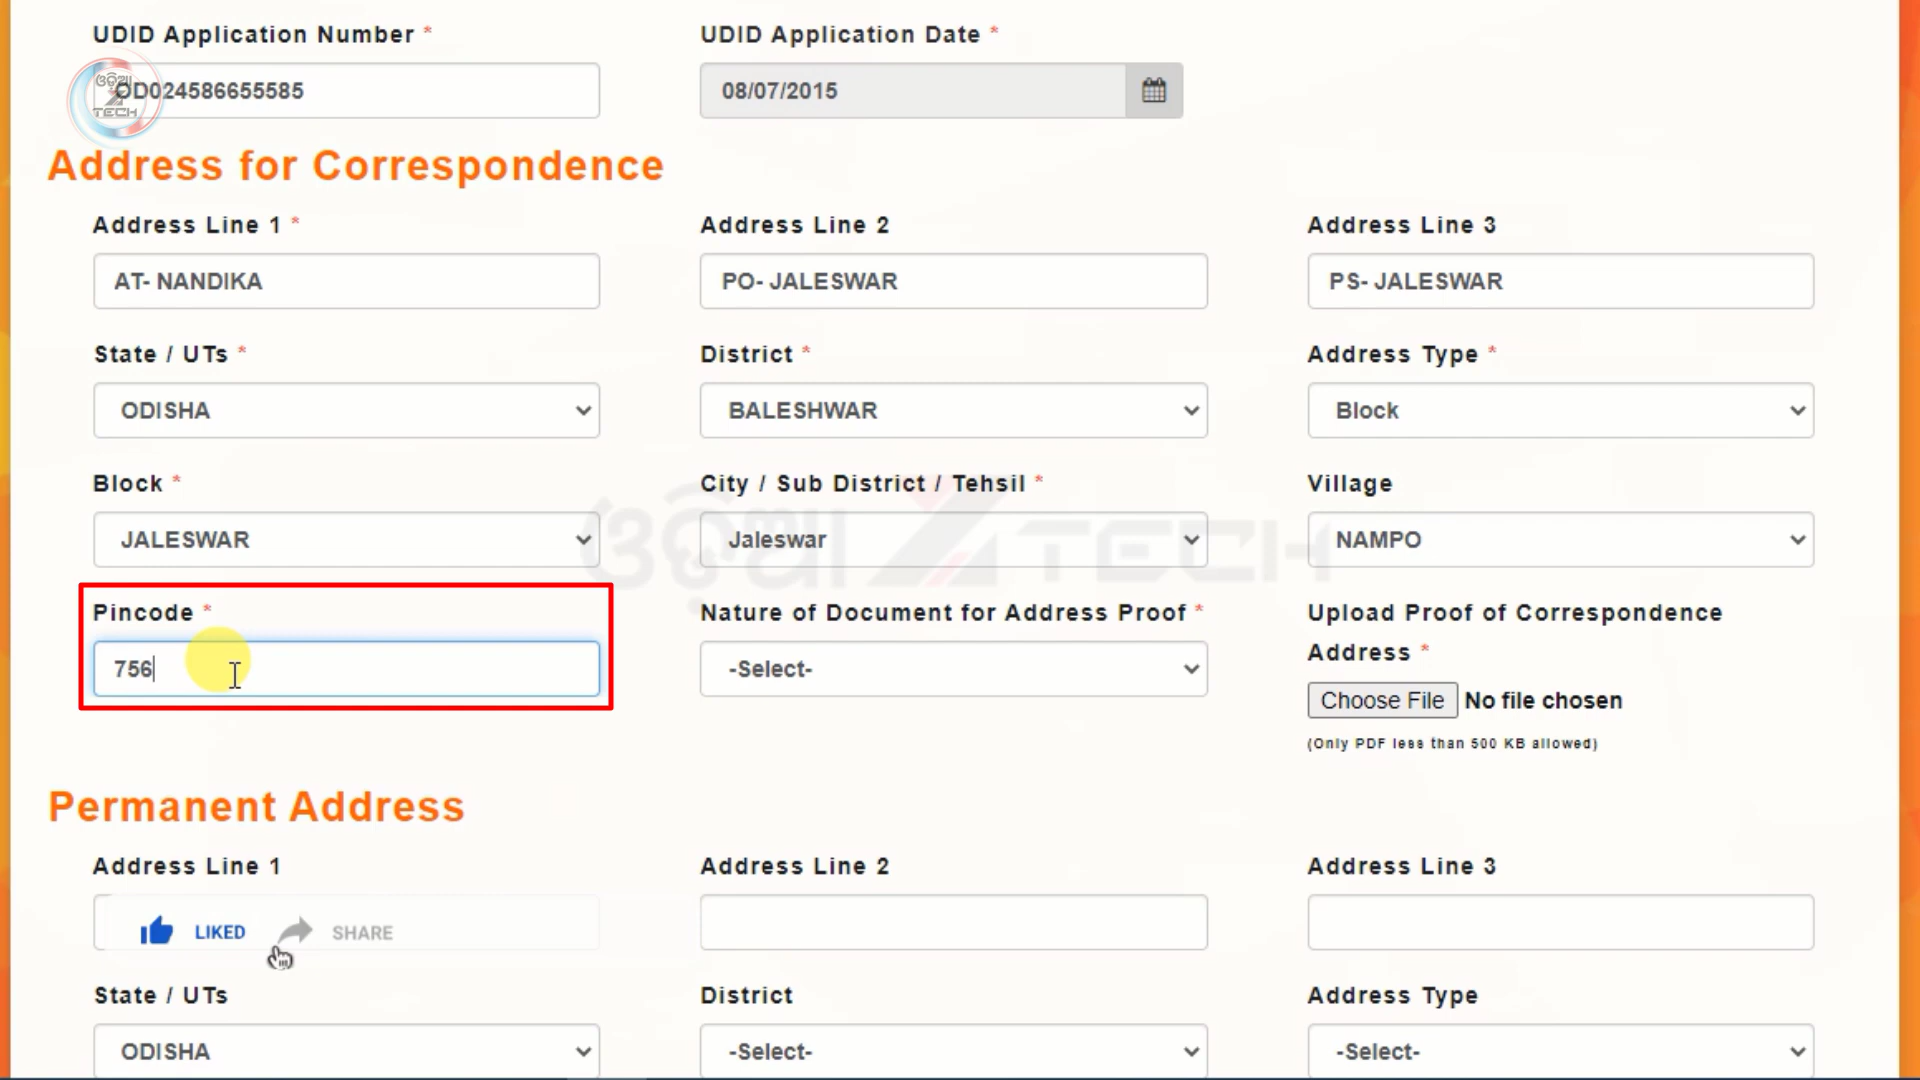 UDID Application Number * UDID Application Date *
OD024586655585 08/07/2015
ଓଡ଼ିଆ
Z
TECH
Address for Correspondence
Address Line 1 * Address Line 2 Address Line 3
AT- NANDIKA PO- JALESWAR PS- JALESWAR
State / UTs * District * Address Type *
ODISHA BALESHWAR Block
Block * City / Sub District / Tehsil * Village
JALESWAR Jaleswar NAMPO
ଓଡ଼ିଆ Z TECH
Pincode * Nature of Document for Address Proof * Upload Proof of Correspondence
Address *
756 -Select-
Choose File No file chosen
(Only PDF less than 500 KB allowed)
Permanent Address
Address Line 1 Address Line 2 Address Line 3
LIKED SHARE
State / UTs District Address Type
ODISHA -Select- -Select-